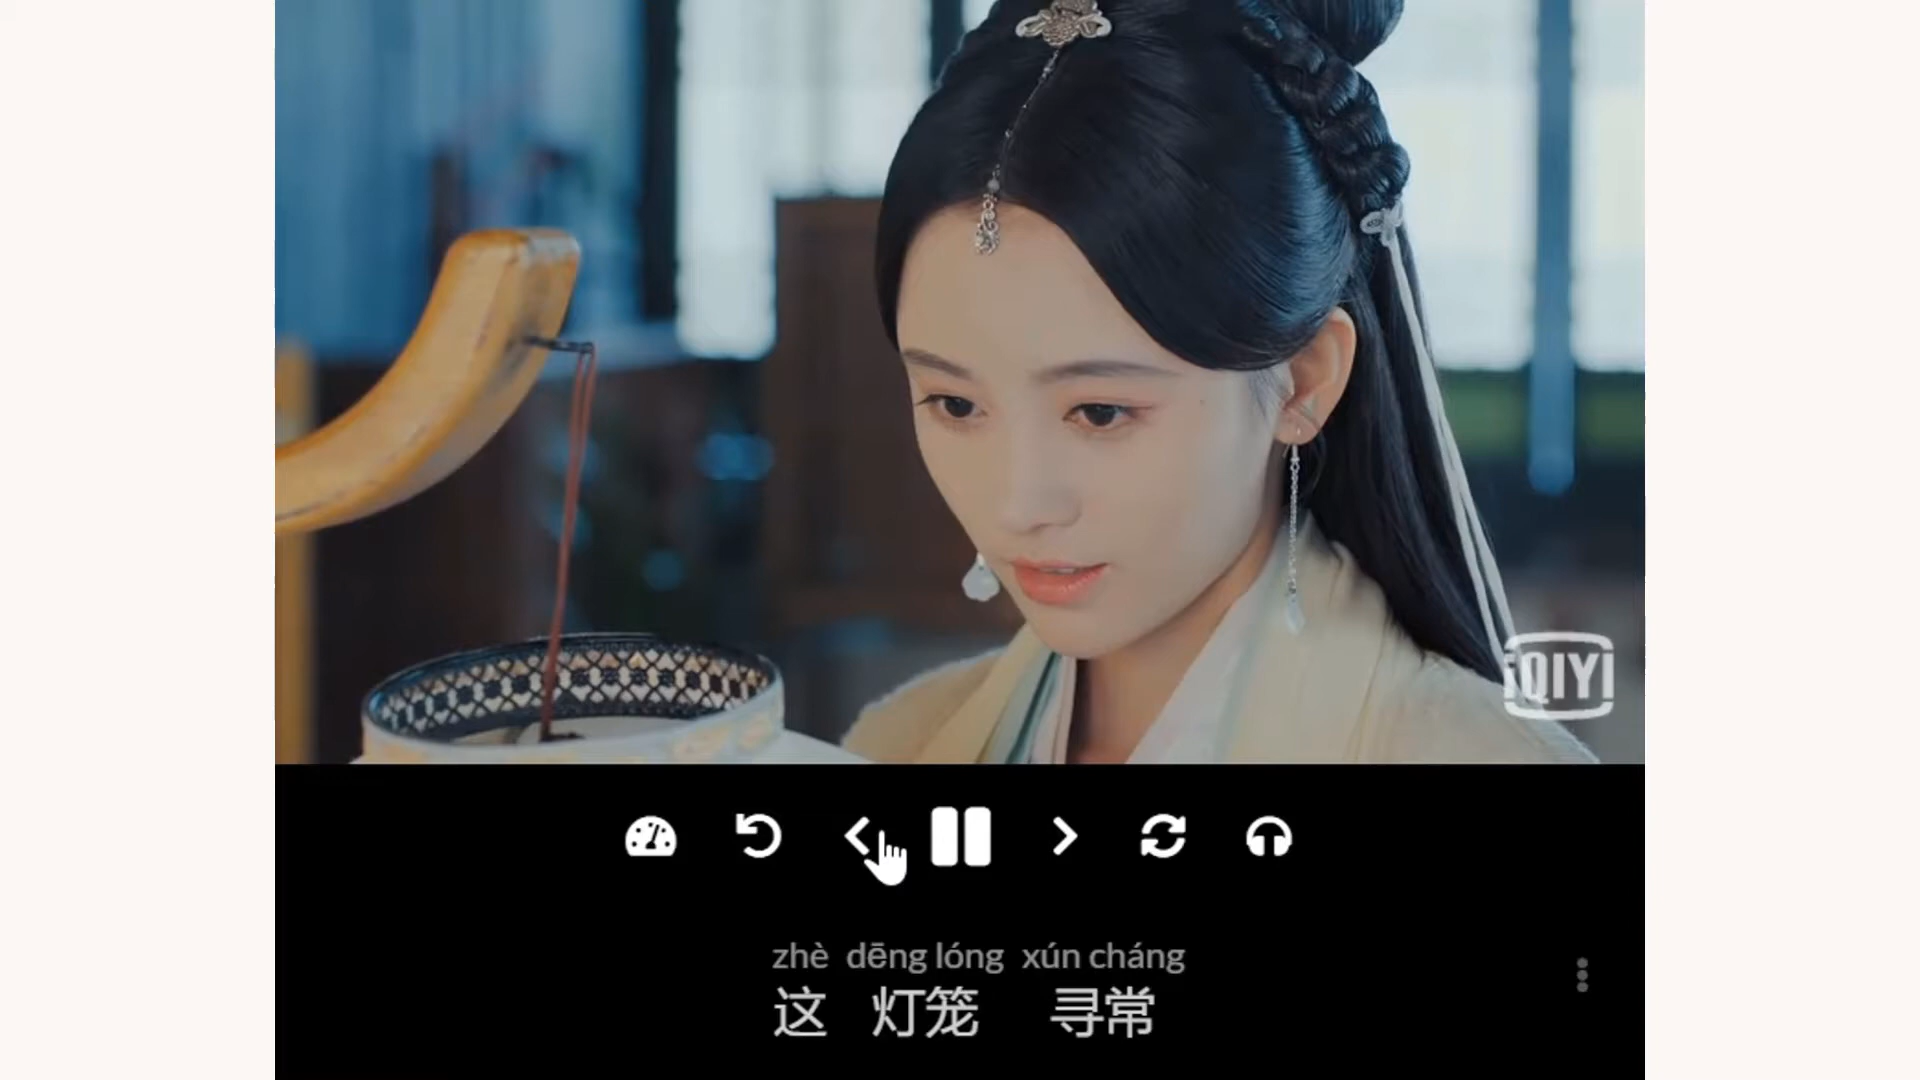 iQIYI
zhè dēng lóng xún cháng
这 灯笼 寻常